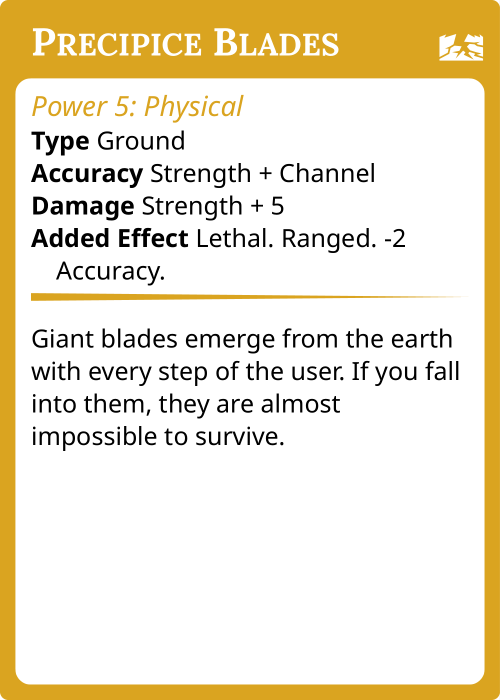 Precipice Blades
Power 5: Physical
Type Ground
Accuracy Strength + Channel
Damage Strength + 5
Added Effect Lethal. Ranged. -2
Accuracy.
Giant blades emerge from the earth
with every step of the user. If you fall
into them, they are almost
impossible to survive.